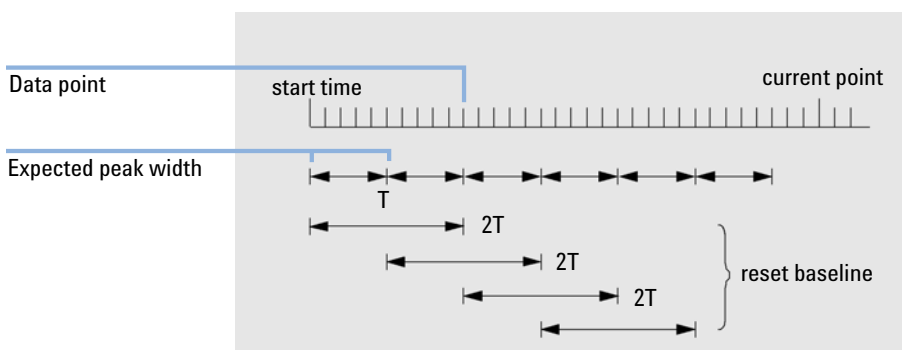 Data point
start time
current point
Expected peak width
T
2T
2T
2T
reset baseline